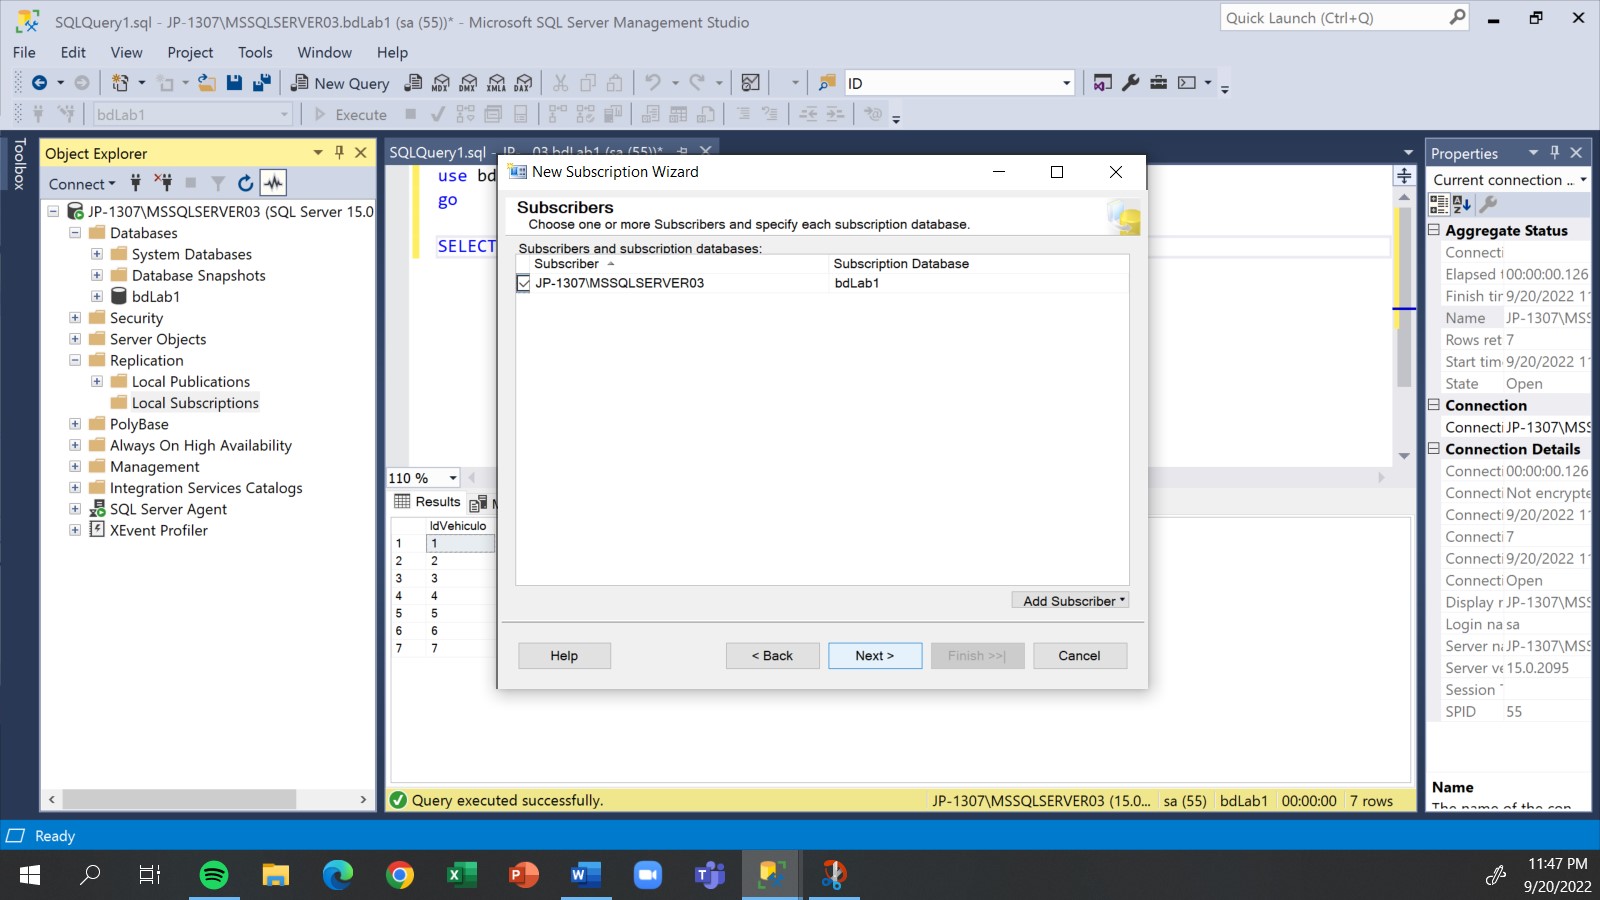 SQLQuery1.sql - JP-1307\MSSQLSERVER03.bdLab1 (sa (55))* - Microsoft SQL Server Management Studio
Quick Launch (Ctrl+Q)
File Edit View Project Tools Window Help
New Query
MDX DMX XMLA DAX
ID
bdLab1
Execute
Toolbox
Object Explorer
Connect
JP-1307\MSSQLSERVER03 (SQL Server 15.0
Databases
System Databases
Database Snapshots
bdLab1
Security
Server Objects
Replication
Local Publications
Local Subscriptions
PolyBase
Always On High Availability
Management
Integration Services Catalogs
SQL Server Agent
XEvent Profiler
SQLQuery1.sql - JP-...03.bdLab1 (sa (55))*
use bd
go
SELECT
110 %
Results
IdVehiculo
1 1
2 2
3 3
4 4
5 5
6 6
7 7
New Subscription Wizard
Subscribers
Choose one or more Subscribers and specify each subscription database.
Subscribers and subscription databases:
Subscriber Subscription Database
JP-1307\MSSQLSERVER03 bdLab1
Add Subscriber
Help < Back Next > Finish >>| Cancel
Query executed successfully.
JP-1307\MSSQLSERVER03 (15.0... sa (55) bdLab1 00:00:00 7 rows
Properties
Current connection ...
Aggregate Status
Connecti
Elapsed t 00:00:00.126
Finish tir 9/20/2022 1
Name JP-1307\MSS
Rows ret 7
Start tim 9/20/2022 1
State Open
Connection
Connecti JP-1307\MSS
Connection Details
Connecti 00:00:00.126
Connecti Not encrypte
Connecti 9/20/2022 1
Connecti 7
Connecti 9/20/2022 1
Connecti Open
Display r JP-1307\MSS
Login na sa
Server na JP-1307\MSS
Server ve 15.0.2095
Session
SPID 55
Name
The name of the con
Ready
11:47 PM
9/20/2022